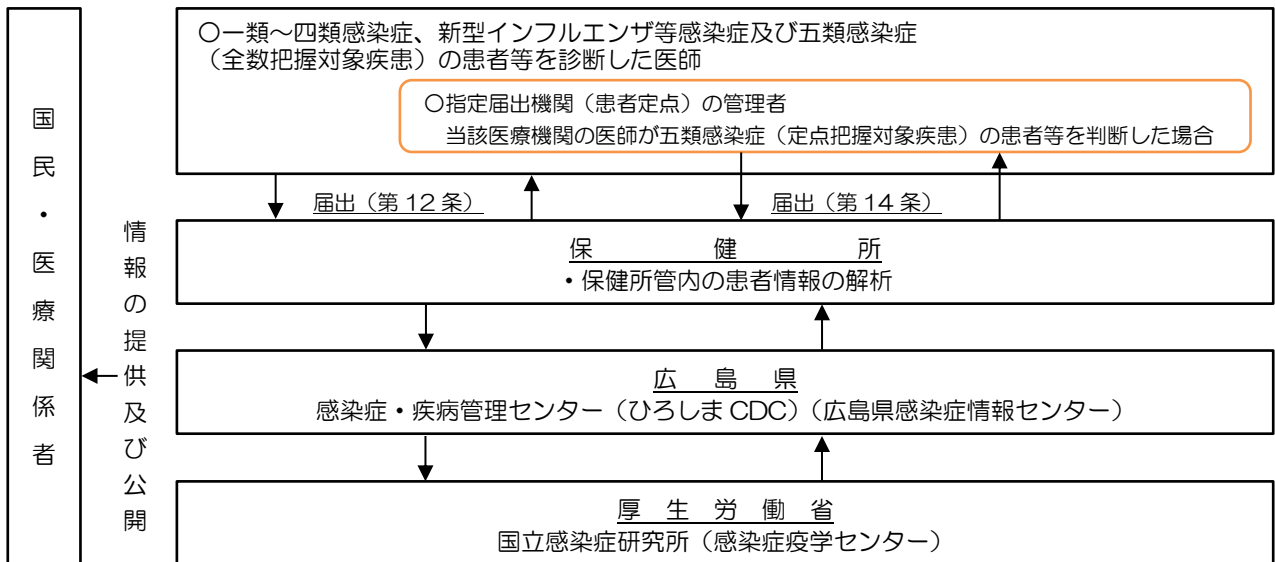 国民・医療関係者
情報の提供及び公開
〇一類~四類感染症、新型インフルエンザ等感染症及び五類感染症
(全数把握対象疾患)の患者等を診断した医師
〇指定届出機関(患者定点)の管理者
当該医療機関の医師が五類感染症(定点把握対象疾患)の患者等を判断した場合
届出(第12条)
届出(第14条)
保健所
・保健所管内の患者情報の解析
広島県
感染症・疾病管理センター(ひろしまCDC)(広島県感染症情報センター)
厚生労働省
国立感染症研究所(感染症疫学センター)